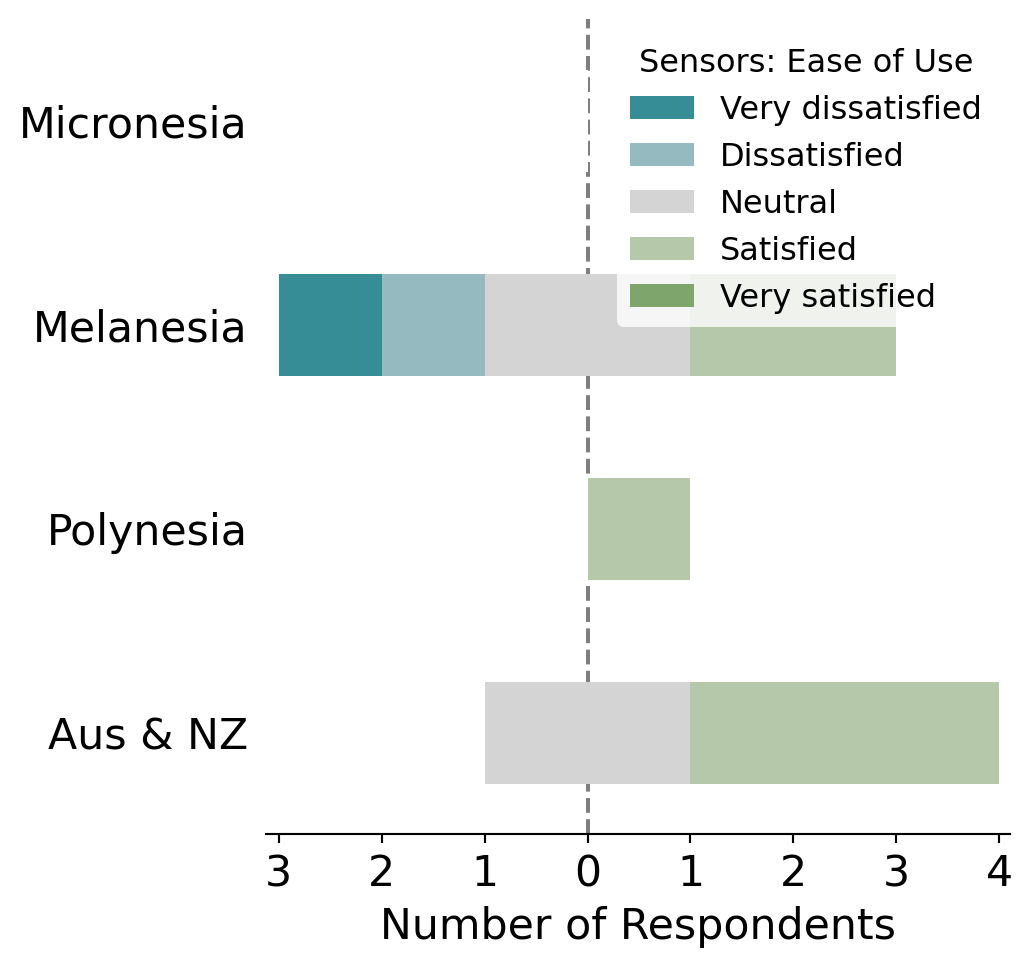 Sensors: Ease of Use
Very dissatisfied
Dissatisfied
Neutral
Satisfied
Very satisfied
Micronesia
Melanesia
Polynesia
Aus & NZ
3 2 1 0 1 2 3 4
Number of Respondents